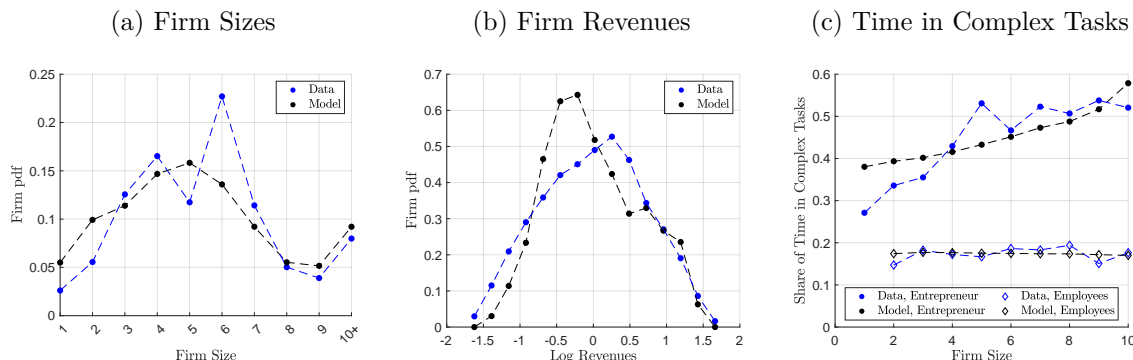 (a) Firm Sizes
(b) Firm Revenues
(c) Time in Complex Tasks
0.25
0.2
0.15
0.1
0.05
0
Firm pdf
Data
Model
1
2
3
4
5
6
7
8
9
10+
Firm Size
0.7
0.6
0.5
0.4
0.3
0.2
0.1
0
Firm pdf
Data
Model
-2
-1.5
-1
-0.5
0
0.5
1
1.5
2
Log Revenues
0.6
0.5
0.4
0.3
0.2
0.1
0
Share of Time in Complex Tasks
Data, Entrepreneur
Model, Entrepreneur
Data, Employees
Model, Employees
0
2
4
6
8
10
Firm Size